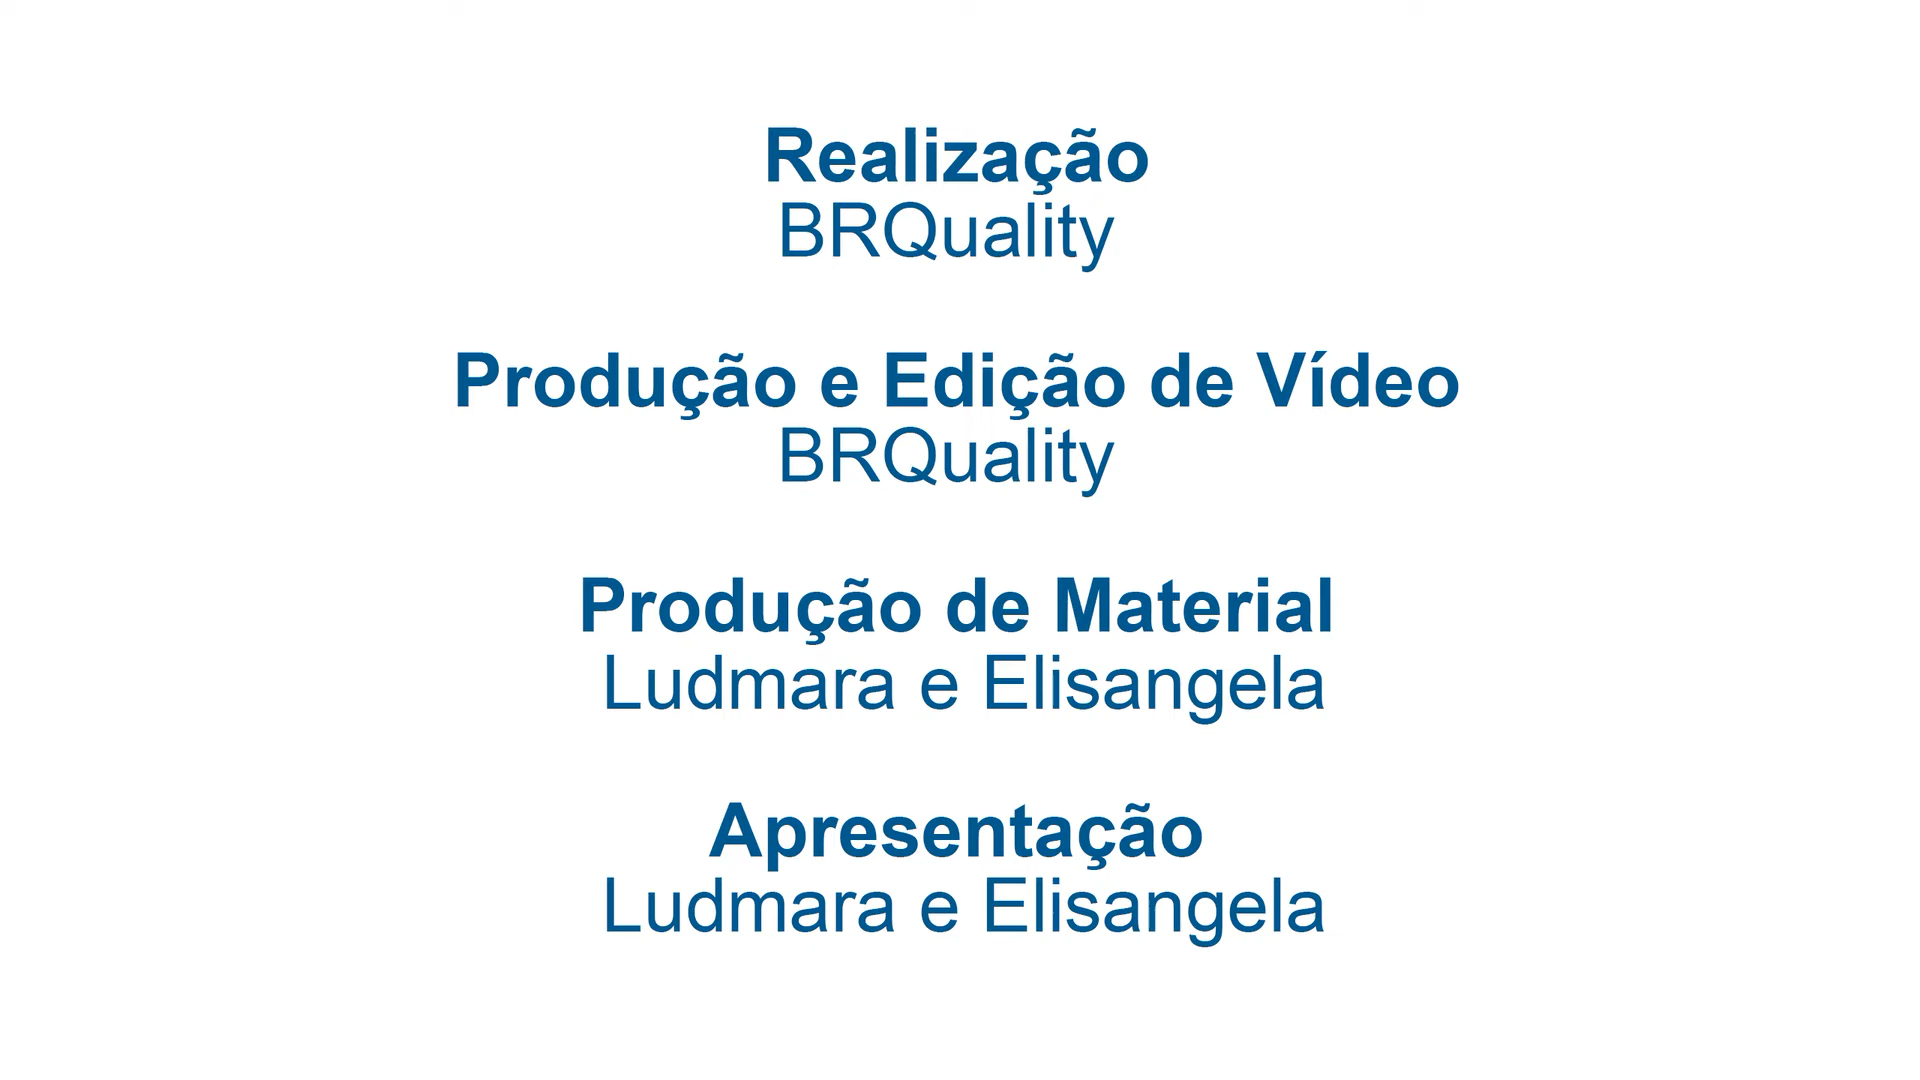 Realização
BRQuality
Produção e Edição de Vídeo
BRQuality
Produção de Material
Ludmara e Elisangela
Apresentação
Ludmara e Elisangela